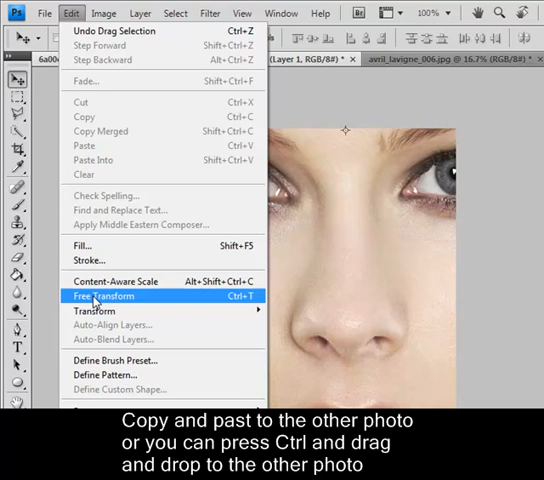 Ps File Edit Image Layer Select Filter View Window Help Br 100%
6a00 (Layer 1, RGB/8#) * avril_lavigne_006.jpg @ 16.7% (RGB/8#) *
Undo Drag Selection Ctrl+Z
Step Forward Shift+Ctrl+Z
Step Backward Alt+Ctrl+Z
Fade... Shift+Ctrl+F
Cut Ctrl+X
Copy Ctrl+C
Copy Merged Shift+Ctrl+C
Paste Ctrl+V
Paste Into Shift+Ctrl+V
Clear
Check Spelling...
Find and Replace Text...
Apply Middle Eastern Composer...
Fill... Shift+F5
Stroke...
Content-Aware Scale Alt+Shift+Ctrl+C
Free Transform Ctrl+T
Transform
Auto-Align Layers...
Auto-Blend Layers...
Define Brush Preset...
Define Pattern...
Define Custom Shape...
Copy and past to the other photo
or you can press Ctrl and drag
and drop to the other photo